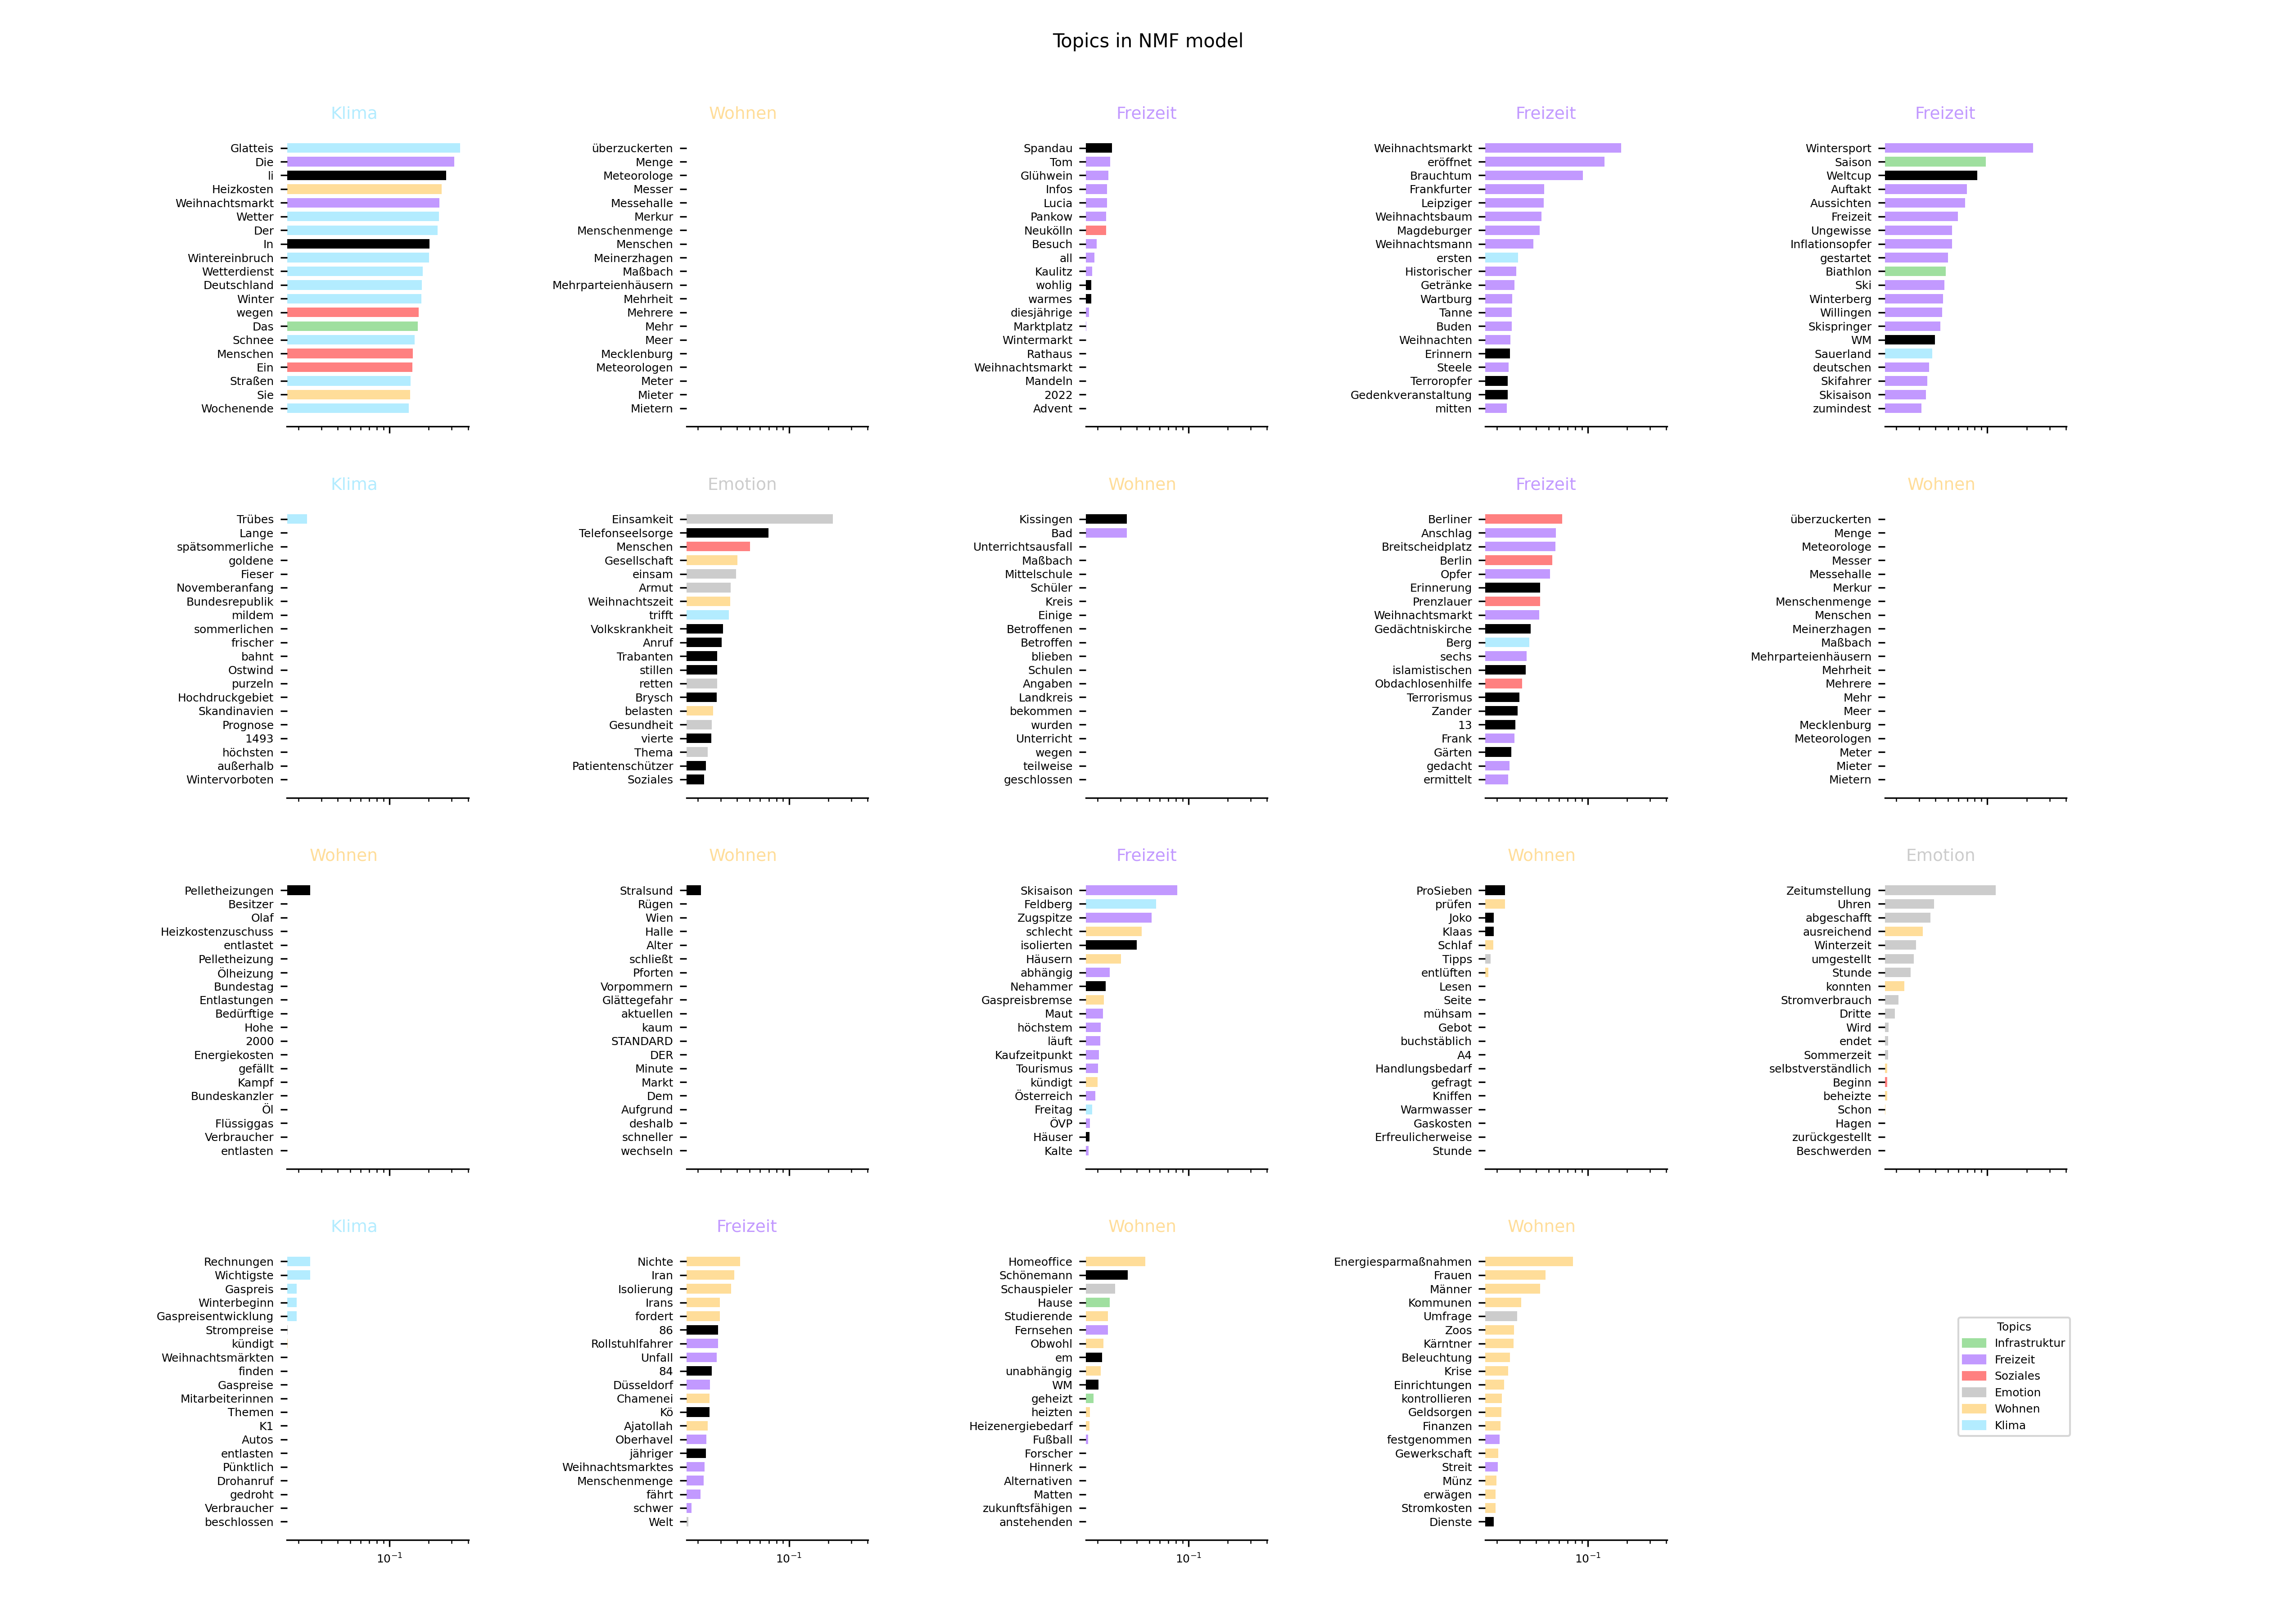 Topics in NMF model
Klima
Glatteis
Die
li
Heizkosten
Weihnachtsmarkt
Wetter
Der
In
Wintereinbruch
Wetterdienst
Deutschland
Winter
wegen
Das
Schnee
Menschen
Ein
Straßen
Sie
Wochenende
Wohnen
überzuckerten
Menge
Meteorologe
Messer
Messehalle
Merkur
Menschenmenge
Menschen
Meinerzhagen
Maßbach
Mehrparteienhäusern
Mehrheit
Mehrere
Mehr
Meer
Mecklenburg
Meteorologen
Meter
Mieter
Mietern
Freizeit
Spandau
Tom
Glühwein
Infos
Lucia
Pankow
Neukölln
Besuch
all
Kaulitz
wohlig
warmes
diesjährige
Marktplatz
Wintermarkt
Rathaus
Weihnachtsmarkt
Mandeln
2022
Advent
Freizeit
Weihnachtsmarkt
eröffnet
Brauchtum
Frankfurter
Leipziger
Weihnachtsbaum
Magdeburger
Weihnachtsmann
ersten
Historischer
Getränke
Wartburg
Tanne
Buden
Weihnachten
Erinnern
Steele
Terroropfer
Gedenkveranstaltung
mitten
Freizeit
Wintersport
Saison
Weltcup
Auftakt
Aussichten
Freizeit
Ungewisse
Inflationsopfer
gestartet
Biathlon
Ski
Winterberg
Willingen
Skispringer
WM
Sauerland
deutschen
Skifahrer
Skisaison
zumindest
Klima
Trübes
Lange
spätsommerliche
goldene
Fieser
Novemberanfang
Bundesrepublik
mildem
sommerlichen
frischer
bahnt
Ostwind
purzeln
Hochdruckgebiet
Skandinavien
Prognose
1493
höchsten
außerhalb
Wintervorboten
Emotion
Einsamkeit
Telefonseelsorge
Menschen
Gesellschaft
einsam
Armut
Weihnachtszeit
trifft
Volkskrankheit
Anruf
Trabanten
stillen
retten
Brysch
belasten
Gesundheit
vierte
Thema
Patientenschützer
Soziales
Wohnen
Kissingen
Bad
Unterrichtsausfall
Maßbach
Mittelschule
Schüler
Kreis
Einige
Betroffenen
Betroffen
blieben
Schulen
Angaben
Landkreis
bekommen
wurden
Unterricht
wegen
teilweise
geschlossen
Freizeit
Berliner
Anschlag
Breitscheidplatz
Berlin
Opfer
Erinnerung
Prenzlauer
Weihnachtsmarkt
Gedächtniskirche
Berg
sechs
islamistischen
Obdachlosenhilfe
Terrorismus
Zander
13
Frank
Gärten
gedacht
ermittelt
Wohnen
überzuckerten
Menge
Meteorologe
Messer
Messehalle
Merkur
Menschenmenge
Menschen
Meinerzhagen
Maßbach
Mehrparteienhäusern
Mehrheit
Mehrere
Mehr
Meer
Mecklenburg
Meteorologen
Meter
Mieter
Mietern
Wohnen
Pelletheizungen
Besitzer
Olaf
Heizkostenzuschuss
entlastet
Pelletheizung
Ölheizung
Bundestag
Entlastungen
Bedürftige
Hohe
2000
Energiekosten
gefällt
Kampf
Bundeskanzler
Öl
Flüssiggas
Verbraucher
entlasten
Wohnen
Stralsund
Rügen
Wien
Halle
Alter
schließt
Pforten
Vorpommern
Glättegefahr
aktuellen
kaum
STANDARD
DER
Minute
Markt
Dem
Aufgrund
deshalb
schneller
wechseln
Freizeit
Skisaison
Feldberg
Zugspitze
schlecht
isolierten
Häusern
abhängig
Nehammer
Gaspreisbremse
Maut
höchstem
läuft
Kaufzeitpunkt
Tourismus
kündigt
Österreich
Freitag
ÖVP
Häuser
Kalte
Wohnen
ProSieben
prüfen
Joko
Klaas
Schlaf
Tipps
entlüften
Lesen
Seite
mühsam
Gebot
buchstäblich
A4
Handlungsbedarf
gefragt
Kniffen
Warmwasser
Gaskosten
Erfreulicherweise
Stunde
Emotion
Zeitumstellung
Uhren
abgeschafft
ausreichend
Winterzeit
umgestellt
Stunde
konnten
Stromverbrauch
Dritte
Wird
endet
Sommerzeit
selbstverständlich
Beginn
beheizte
Schon
Hagen
zurückgestellt
Beschwerden
Klima
Rechnungen
Wichtigste
Gaspreis
Winterbeginn
Gaspreisentwicklung
Strompreise
kündigt
Weihnachtsmärkten
finden
Gaspreise
Mitarbeiterinnen
Themen
K1
Autos
entlasten
Pünktlich
Drohanruf
gedroht
Verbraucher
beschlossen
10⁻¹
Freizeit
Nichte
Iran
Isolierung
Irans
fordert
86
Rollstuhlfahrer
Unfall
84
Düsseldorf
Chamenei
Kö
Ajatollah
Oberhavel
jähriger
Weihnachtsmarktes
Menschenmenge
fährt
schwer
Welt
10⁻¹
Wohnen
Homeoffice
Schönemann
Schauspieler
Hause
Studierende
Fernsehen
Obwohl
em
unabhängig
WM
geheizt
heizten
Heizenergiebedarf
Fußball
Forscher
Hinnerk
Alternativen
Matten
zukunftsfähigen
anstehenden
10⁻¹
Wohnen
Energiesparmaßnahmen
Frauen
Männer
Kommunen
Umfrage
Zoos
Kärntner
Beleuchtung
Krise
Einrichtungen
kontrollieren
Geldsorgen
Finanzen
festgenommen
Gewerkschaft
Streit
Münz
erwägen
Stromkosten
Dienste
10⁻¹
Topics
Infrastruktur
Freizeit
Soziales
Emotion
Wohnen
Klima